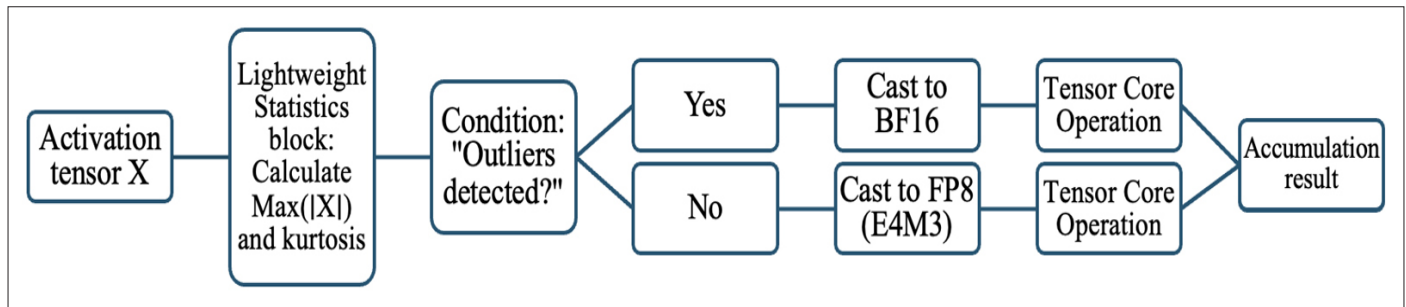 Activation
tensor X
Lightweight
Statistics
block:
Calculate
Max(|X|)
and kurtosis
Condition:
"Outliers
detected?"
Yes
Cast to
BF16
Tensor Core
Operation
No
Cast to FP8
(E4M3)
Tensor Core
Operation
Accumulation
result